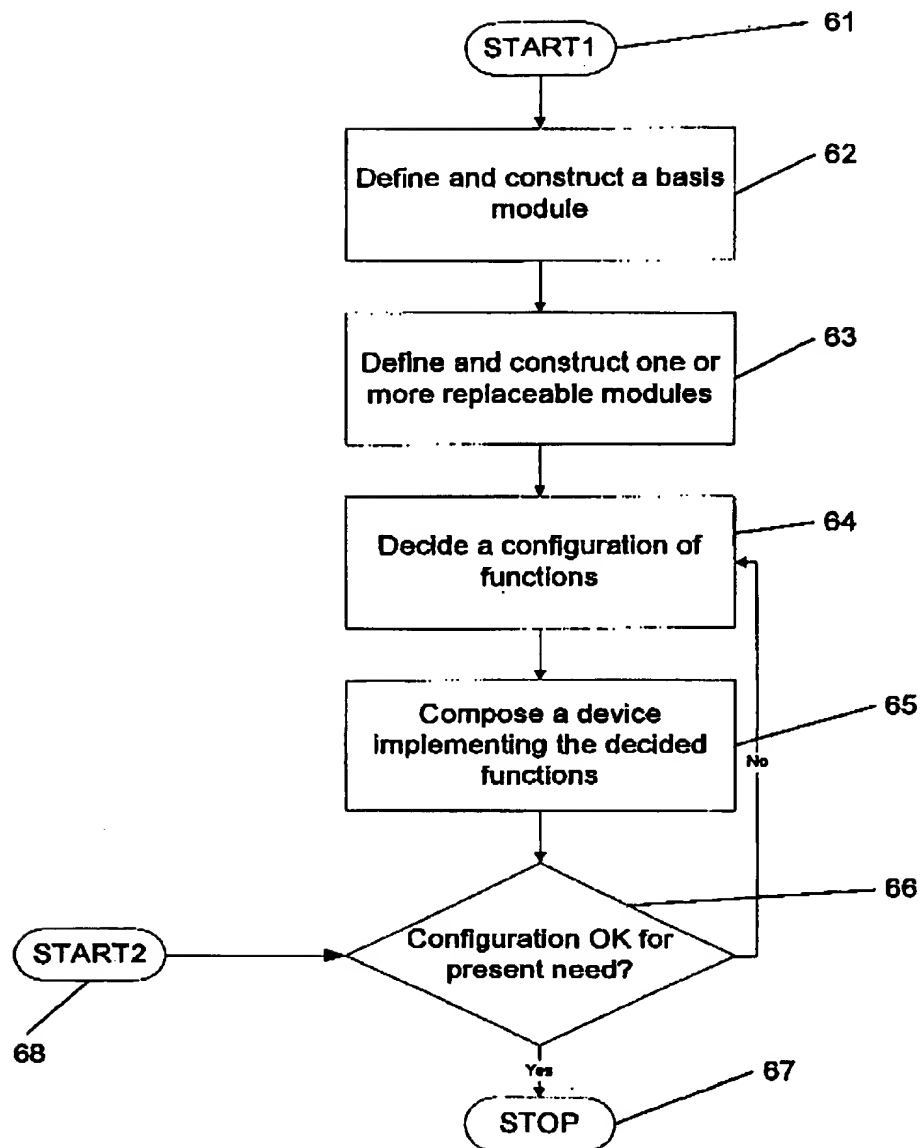 61
START1
62
Define and construct a basis
module
63
Define and construct one or
more replaceable modules
64
Decide a configuration of
functions
65
Compose a device
implementing the decided
functions
No
66
Configuration OK for
present need?
START2
68
Yes
67
STOP